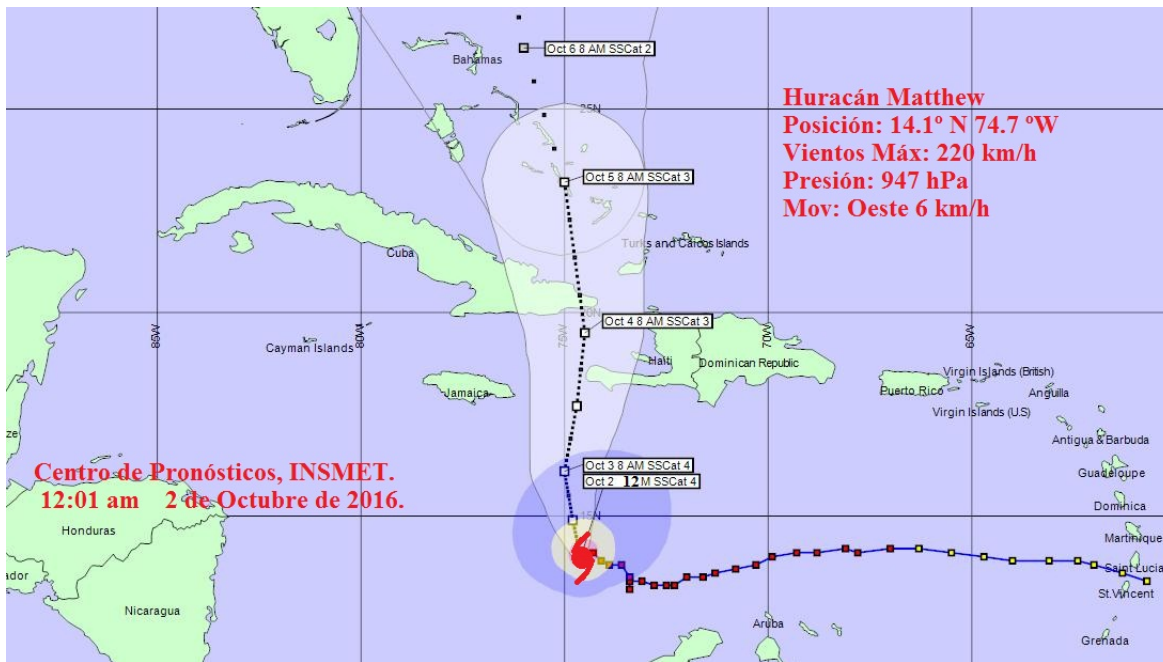 Oct 6 8 AM SSCat 2
Bahamas
Huracán Matthew
Posición: 14.1º N 74.7 ºW
Vientos Máx: 220 km/h
Presión: 947 hPa
Mov: Oeste 6 km/h
25N
Oct 5 8 AM SSCat 3
Turks and Caicos Islands
Cuba
20N
Oct 4 8 AM SSCat 3
85W
80W
75W
70W
65W
Cayman Islands
Haiti
Dominican Republic
Jamaica
Puerto Rico
Virgin Islands (British)
Anguilla
Virgin Islands (U.S)
Antigua & Barbuda
Centro de Pronósticos, INSMET.
12:01 am 2 de Octubre de 2016.
Oct 3 8 AM SSCat 4
Oct 2 12M SSCat 4
Guadeloupe
Dominica
15N
Honduras
Martinique
Saint Lucia
St.Vincent
Nicaragua
Aruba
Grenada